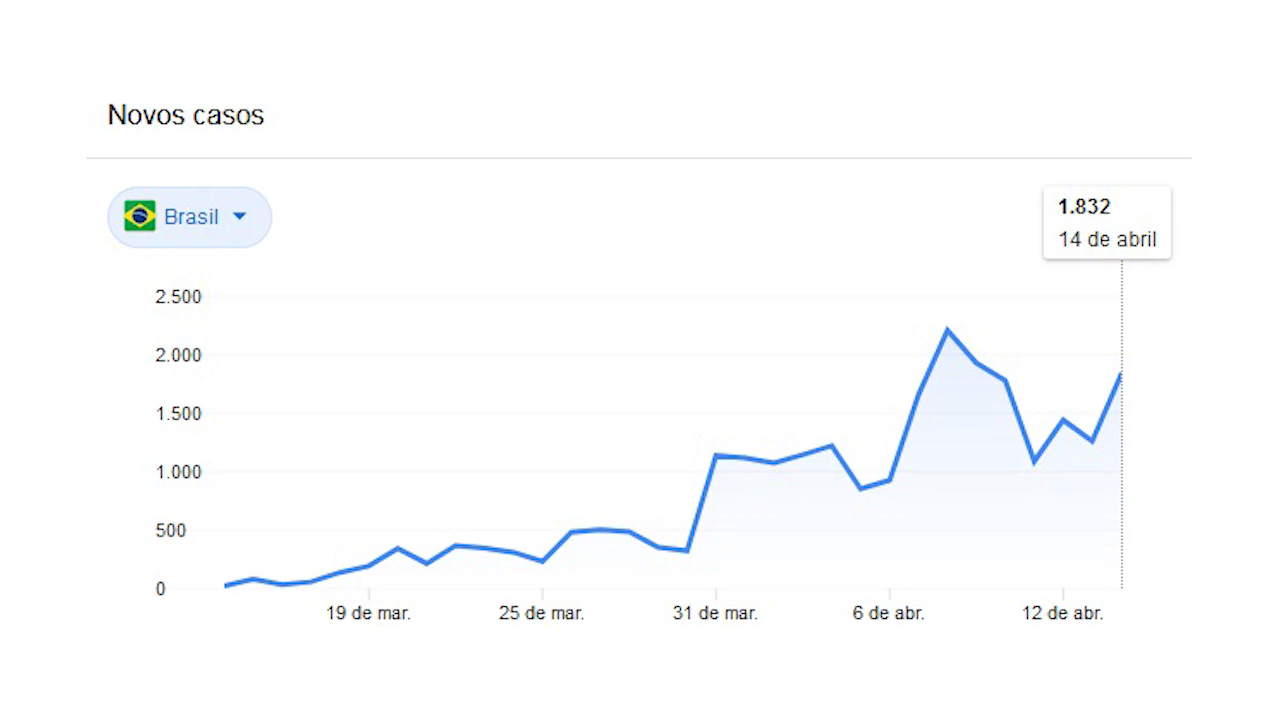 Novos casos
Brasil
1.832
14 de abril
2.500
2.000
1.500
1.000
500
0
19 de mar.
25 de mar.
31 de mar.
6 de abr.
12 de abr.